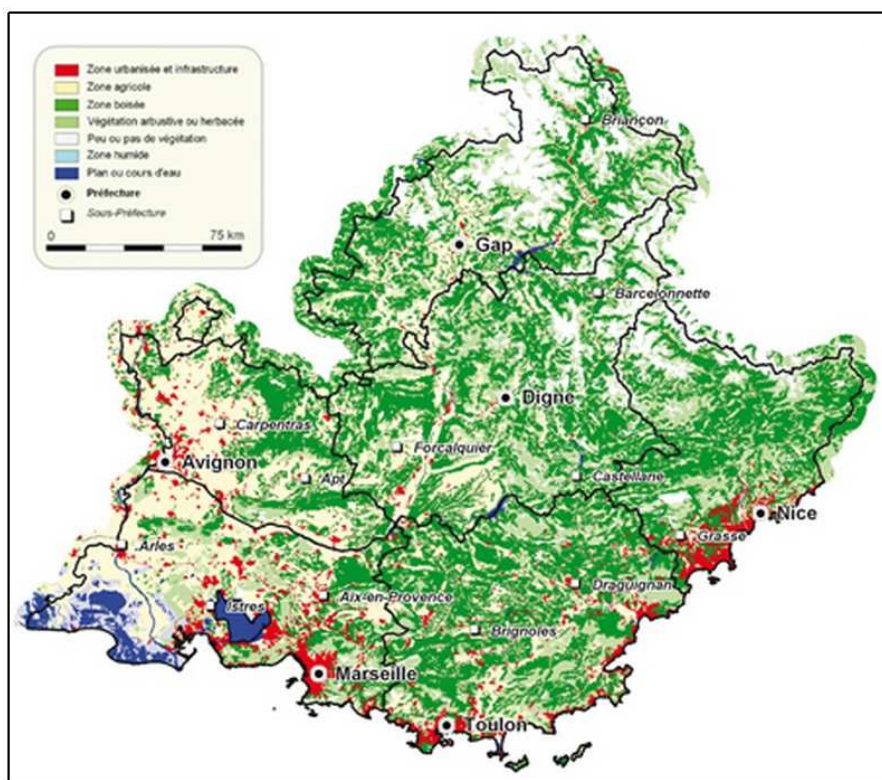 Zone urbanisée et infrastructure
Zone agricole
Zone boisée
Végétation arbustive ou herbacée
Peu ou pas de végétation
Zone humide
Plan ou cours d'eau
Préfecture
Sous-Préfecture
0 75 km
Briançon
Gap
Barcelonnette
Digne
Carpentras
Forcalquier
Avignon
Apt
Castellane
Nice
Grasse
Arles
Draguignan
Istres
Aix-en-Provence
Brignoles
Marseille
Toulon